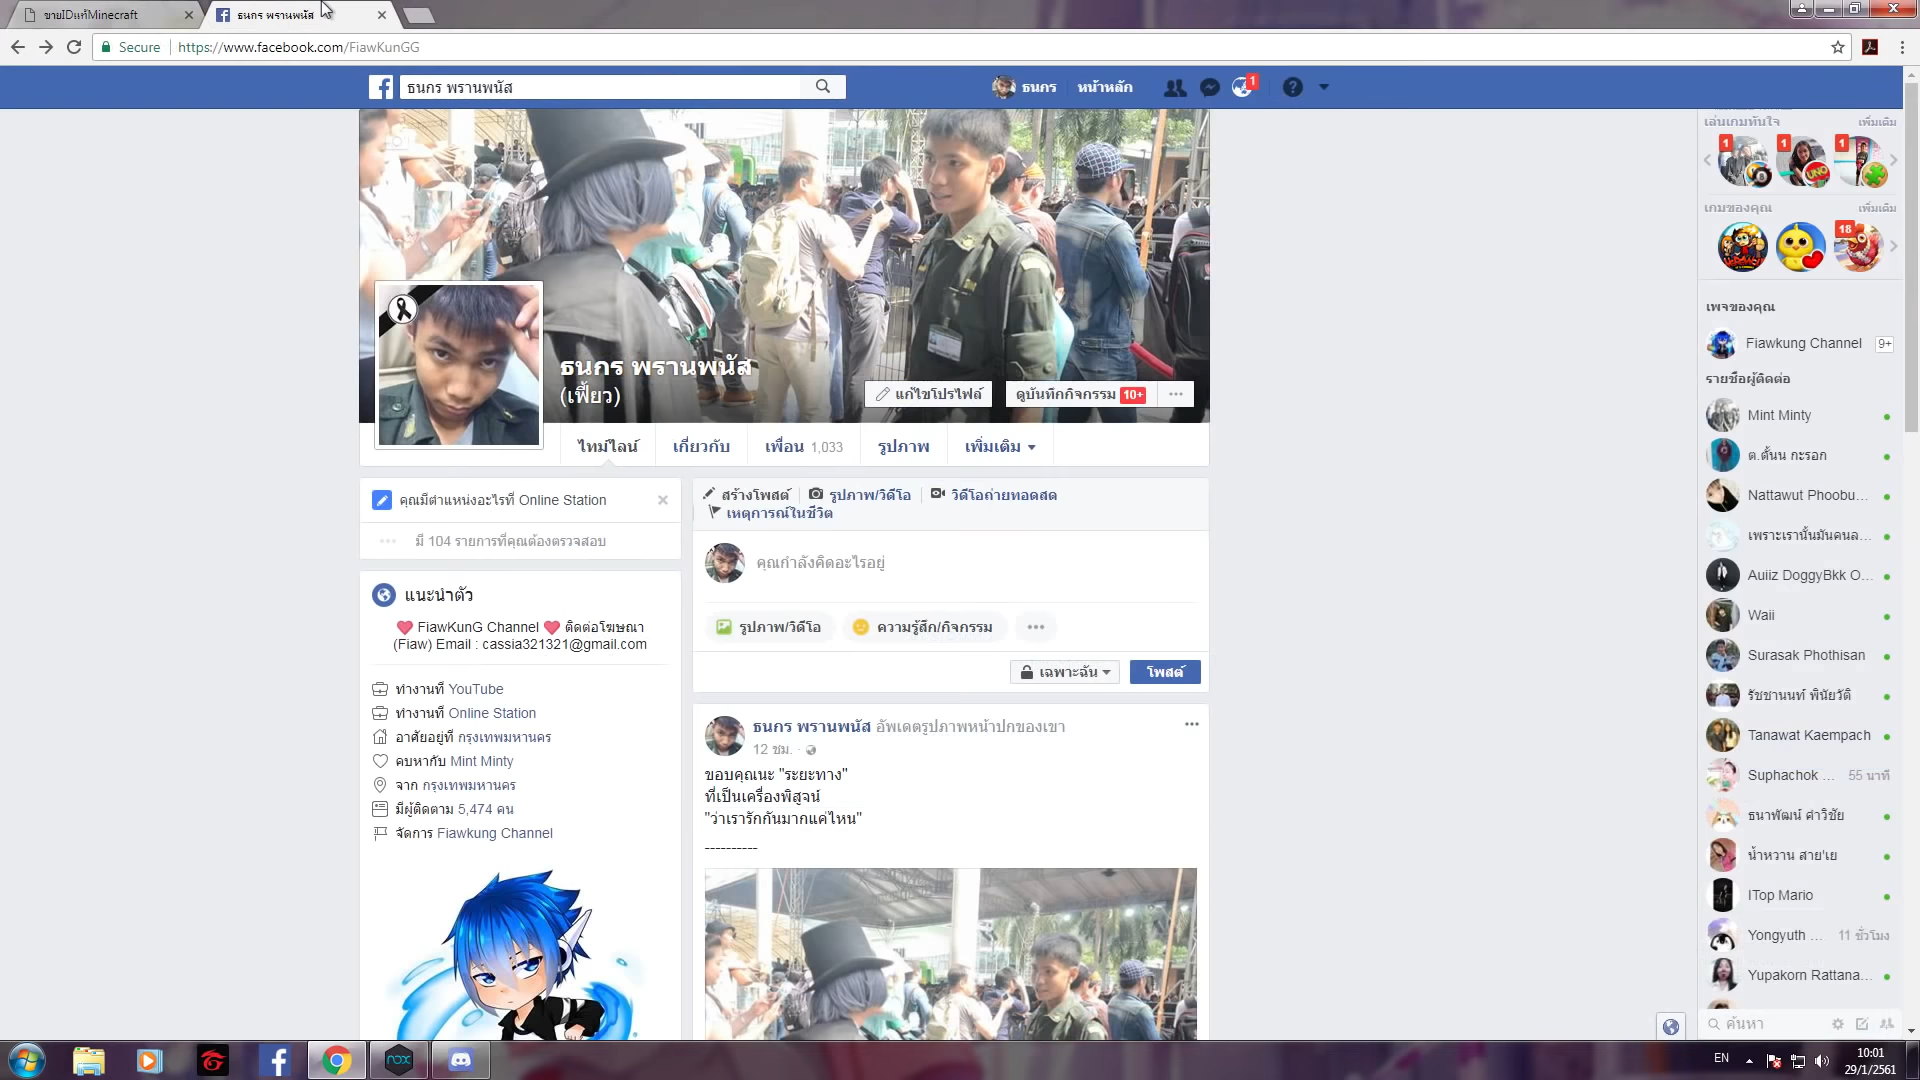 ขายIDแท้Minecraft
ธนกร พรานพนัส
Secure
https://www.facebook.com/FiawKunGG
ธนกร พรานพนัส
ธนกร
หน้าหลัก
1
ธนกร พรานพนัส
(เฟี้ยว)
แก้ไขโปรไฟล์
ดูบันทึกกิจกรรม 10+
ไทม์ไลน์
เกี่ยวกับ
เพื่อน 1,033
รูปภาพ
เพิ่มเติม
คุณมีตำแหน่งอะไรที่ Online Station
มี 104 รายการที่คุณต้องตรวจสอบ
แนะนำตัว
FiawKunG Channel ติดต่อโฆษณา
(Fiaw) Email : cassia321321@gmail.com
ทำงานที่ YouTube
ทำงานที่ Online Station
อาศัยอยู่ที่ กรุงเทพมหานคร
คบหากับ Mint Minty
จาก กรุงเทพมหานคร
มีผู้ติดตาม 5,474 คน
จัดการ Fiawkung Channel
สร้างโพสต์
รูปภาพ/วิดีโอ
วิดีโอถ่ายทอดสด
เหตุการณ์ในชีวิต
คุณกำลังคิดอะไรอยู่
รูปภาพ/วิดีโอ
ความรู้สึก/กิจกรรม
เฉพาะฉัน
โพสต์
ธนกร พรานพนัส อัพเดตรูปภาพหน้าปกของเขา
12 ชม. ·
ขอบคุณนะ "ระยะทาง"
ที่เป็นเครื่องพิสูจน์
"ว่าเรารักกันมากแค่ไหน"
----------
เล่นเกมทันใจ
เพิ่มเติม
1
1
1
UNO
เกมของคุณ
เพิ่มเติม
18
เพจของคุณ
Fiawkung Channel 9+
รายชื่อผู้ติดต่อ
Mint Minty
ต.ตั้นน กะรอก
Nattawut Phoobu...
เพราะเรานั้นมันคนล...
Auiiz DoggyBkk O...
Waii
Surasak Phothisan
รัชชานนท์ พินัยวัติ
Tanawat Kaempach
Suphachok ... 55 นาที
ธนาพัฒน์ ศาวิชัย
น้ำหวาน สาย'เย
ITop Mario
Yongyuth ... 11 ชั่วโมง
Yupakorn Rattana...
ค้นหา
nox
EN
10:01
29/1/2561